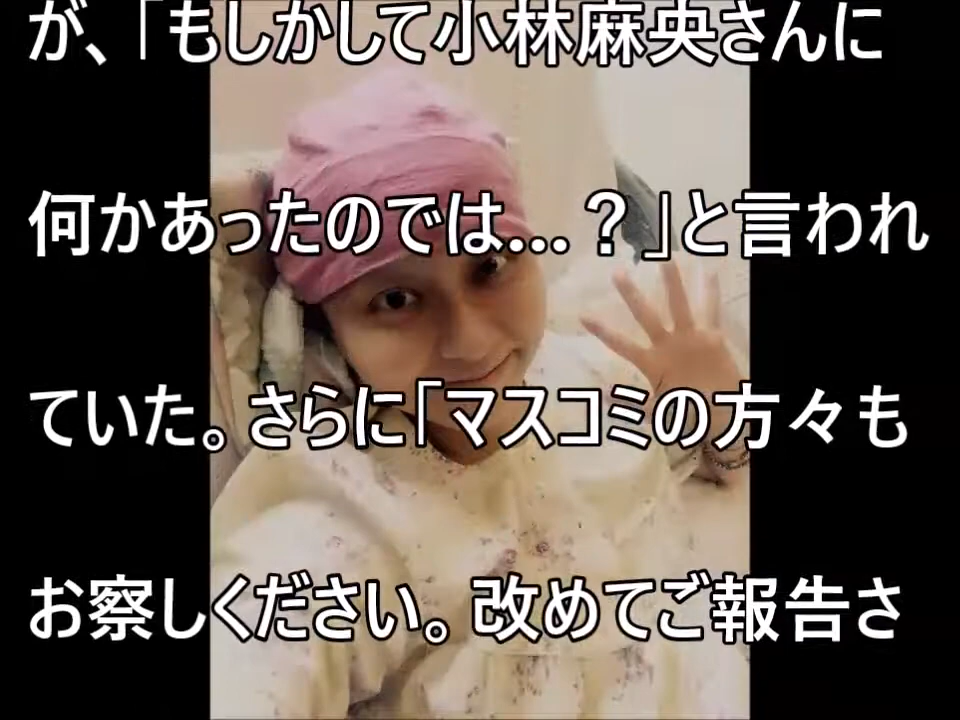 が、「もしかして小林麻央さんに
何かあったのでは…？」と言われ
ていた。さらに「マスコミの方々も
お察しください。改めてご報告さ